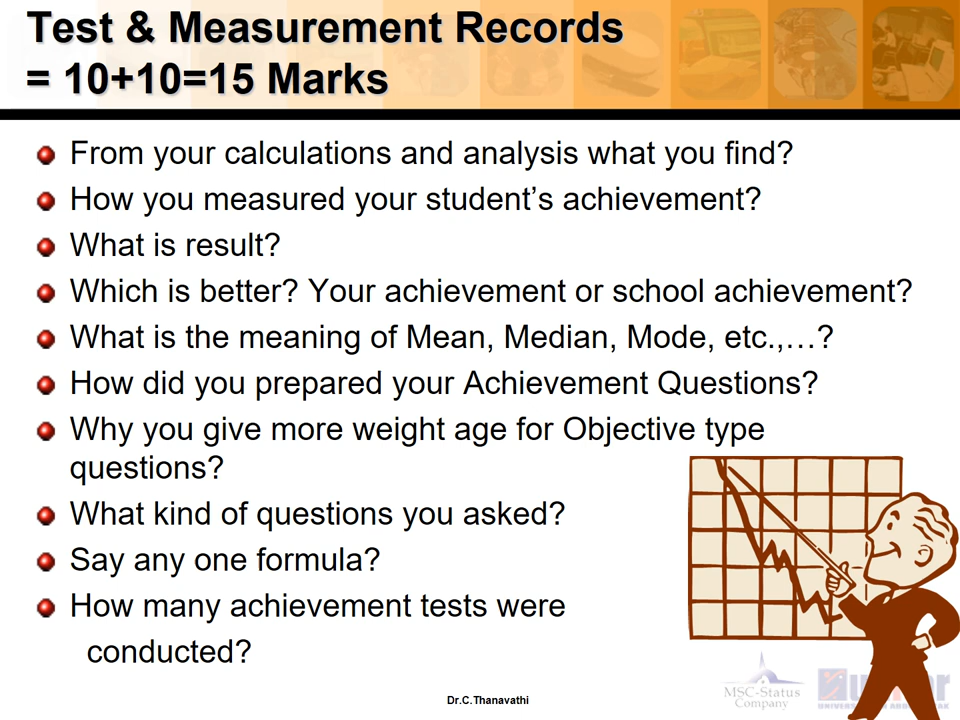 Test & Measurement Records
= 10+10=15 Marks
From your calculations and analysis what you find?
How you measured your student’s achievement?
What is result?
Which is better? Your achievement or school achievement?
What is the meaning of Mean, Median, Mode, etc.,…?
How did you prepared your Achievement Questions?
Why you give more weight age for Objective type
questions?
What kind of questions you asked?
Say any one formula?
How many achievement tests were
conducted?
Dr.C.Thanavathi
MSC-Status
Company